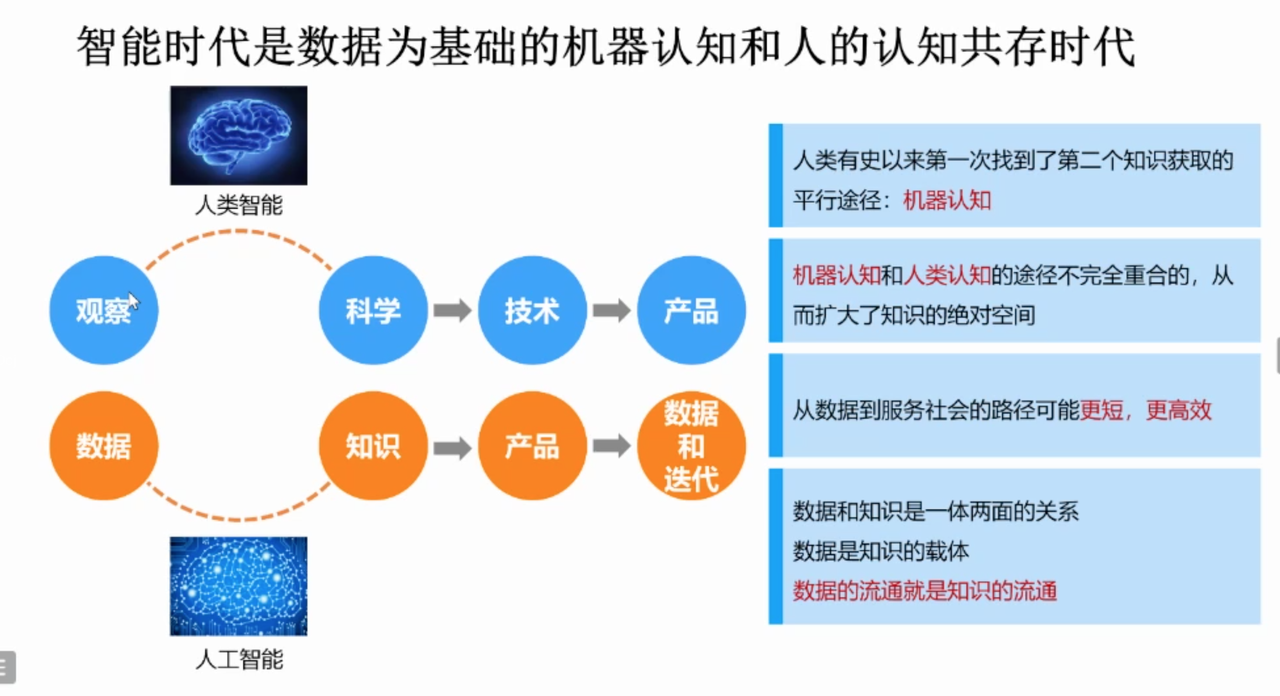 智能时代是数据为基础的机器认知和人的认知共存时代
人类智能
观察
科学
技术
产品
数据
知识
产品
数据
和
迭代
人工智能
人类有史以来第一次找到了第二个知识获取的
平行途径：机器认知
机器认知和人类认知的途径不完全重合的，从
而扩大了知识的绝对空间
从数据到服务社会的路径可能更短，更高效
数据和知识是一体两面的关系
数据是知识的载体
数据的流通就是知识的流通